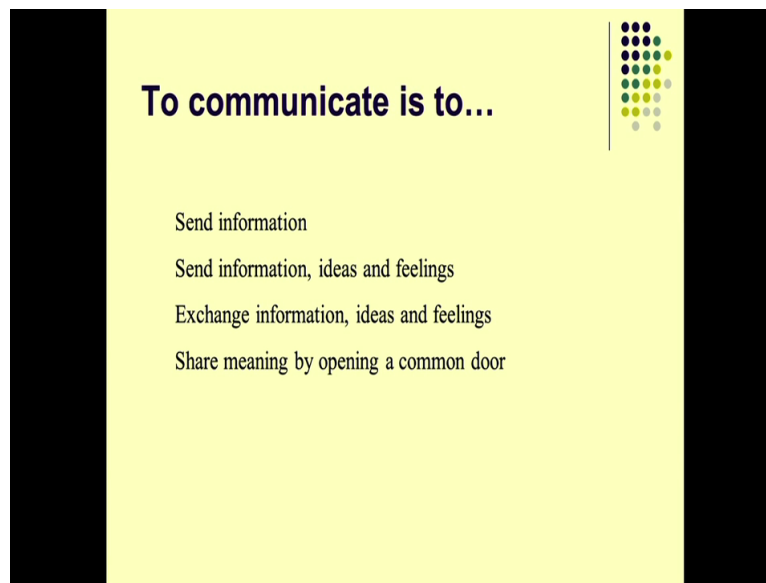 To communicate is to...
Send information
Send information, ideas and feelings
Exchange information, ideas and feelings
Share meaning by opening a common door